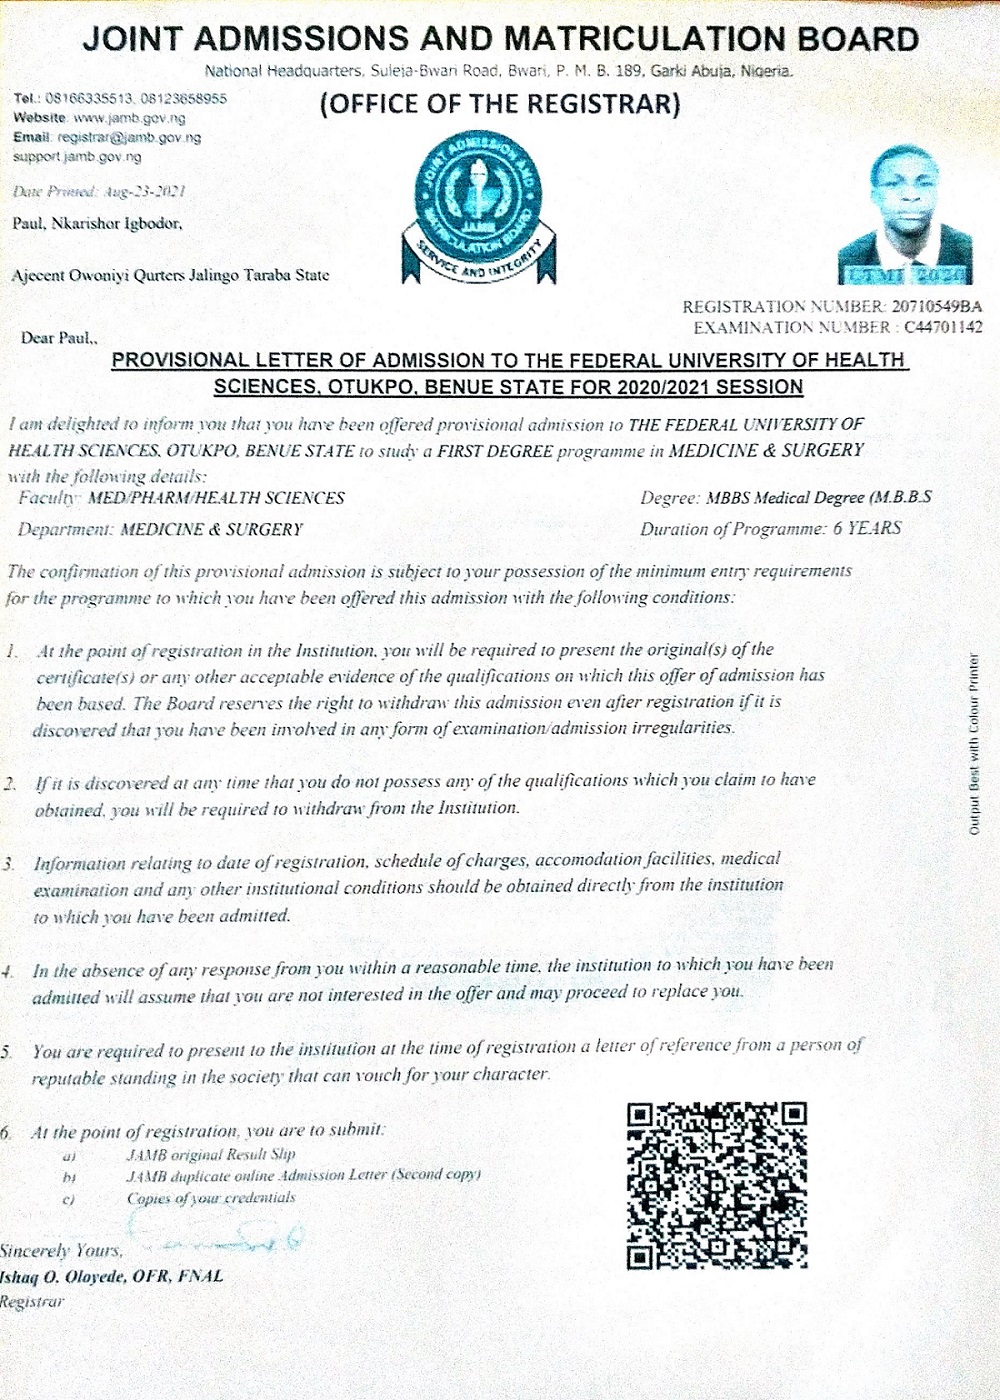 JOINT ADMISSIONS AND MATRICULATION BOARD
National Headquarters, Suleja-Bwari Road, Bwari, P. M. B. 189, Garki Abuja, Nigeria.
(OFFICE OF THE REGISTRAR)
Tel.: 08166335513, 08123658955
Website: www.jamb.gov.ng
Email: registrar@jamb.gov.ng
support.jamb.gov.ng
Date Printed: Aug-23-2021
Paul, Nkarishor Igbodor,
Ajecent Owoniyi Qurters Jalingo Taraba State
JOINT ADMISSION AND
MATRICULATION BOARD
JAMB
SERVICE AND INTEGRITY
UTME 2020
REGISTRATION NUMBER: 20710549BA
EXAMINATION NUMBER : C44701142
Dear Paul,,
PROVISIONAL LETTER OF ADMISSION TO THE FEDERAL UNIVERSITY OF HEALTH
SCIENCES, OTUKPO, BENUE STATE FOR 2020/2021 SESSION
I am delighted to inform you that you have been offered provisional admission to THE FEDERAL UNIVERSITY OF
HEALTH SCIENCES, OTUKPO, BENUE STATE to study a FIRST DEGREE programme in MEDICINE & SURGERY
with the following details:
Faculty: MED/PHARM/HEALTH SCIENCES
Degree: MBBS Medical Degree (M.B.B.S
Department: MEDICINE & SURGERY
Duration of Programme: 6 YEARS
The confirmation of this provisional admission is subject to your possession of the minimum entry requirements
for the programme to which you have been offered this admission with the following conditions:
1. At the point of registration in the Institution, you will be required to present the original(s) of the
certificate(s) or any other acceptable evidence of the qualifications on which this offer of admission has
been based. The Board reserves the right to withdraw this admission even after registration if it is
discovered that you have been involved in any form of examination/admission irregularities.
2. If it is discovered at any time that you do not possess any of the qualifications which you claim to have
obtained, you will be required to withdraw from the Institution.
3. Information relating to date of registration, schedule of charges, accomodation facilities, medical
examination and any other institutional conditions should be obtained directly from the institution
to which you have been admitted.
4. In the absence of any response from you within a reasonable time, the institution to which you have been
admitted will assume that you are not interested in the offer and may proceed to replace you.
5. You are required to present to the institution at the time of registration a letter of reference from a person of
reputable standing in the society that can vouch for your character.
6. At the point of registration, you are to submit:
a) JAMB original Result Slip
b) JAMB duplicate online Admission Letter (Second copy)
c) Copies of your credentials
Sincerely Yours,
Ishaq O. Oloyede, OFR, FNAL
Registrar
Output Best with Colour Printer